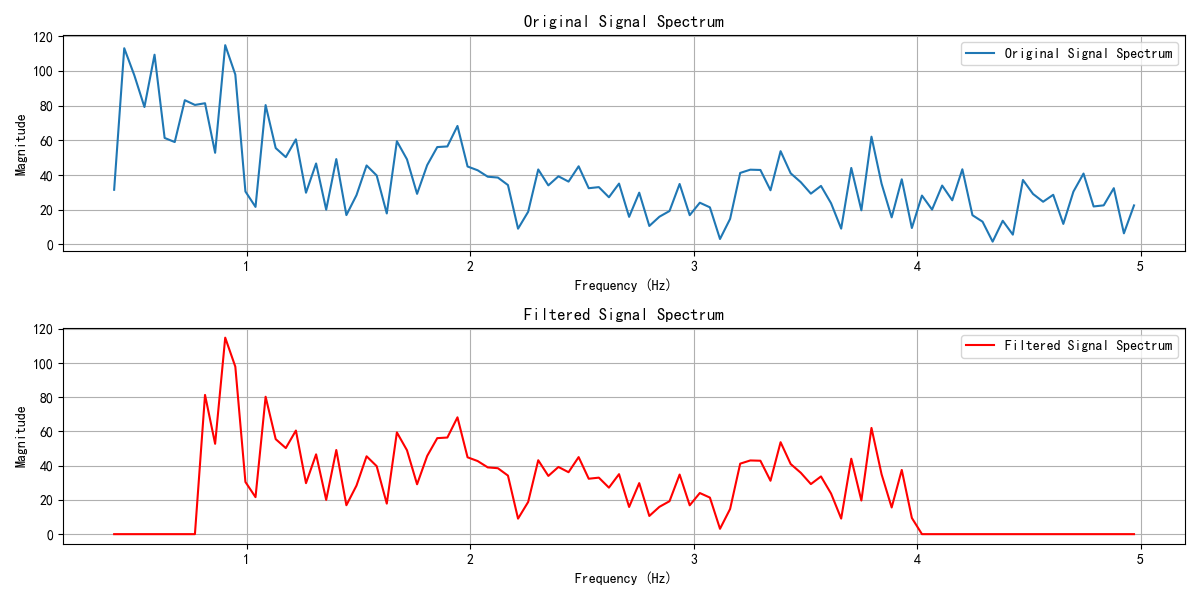 Original Signal Spectrum
120
100
80
60
40
20
0
Magnitude
Original Signal Spectrum
1 2 3 4 5
Frequency (Hz)
Filtered Signal Spectrum
120
100
80
60
40
20
0
Magnitude
Filtered Signal Spectrum
1 2 3 4 5
Frequency (Hz)